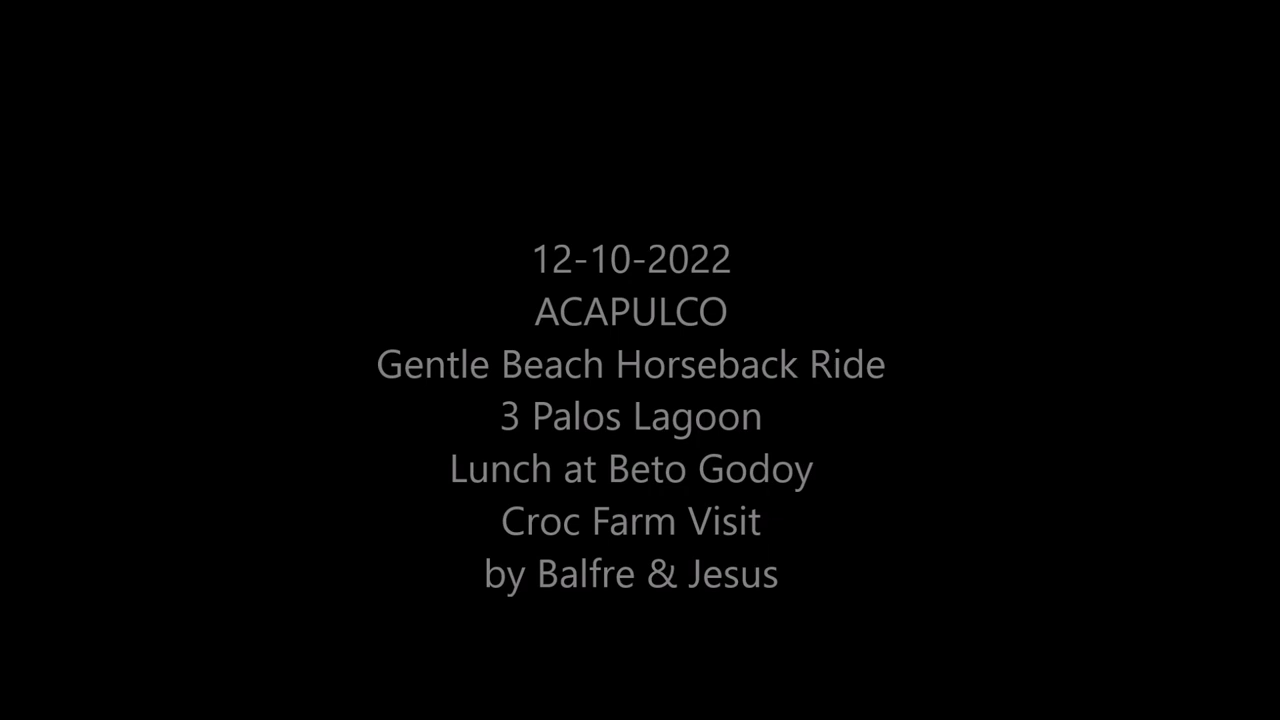 12-10-2022
ACAPULCO
Gentle Beach Horseback Ride
3 Palos Lagoon
Lunch at Beto Godoy
Croc Farm Visit
by Balfre & Jesus